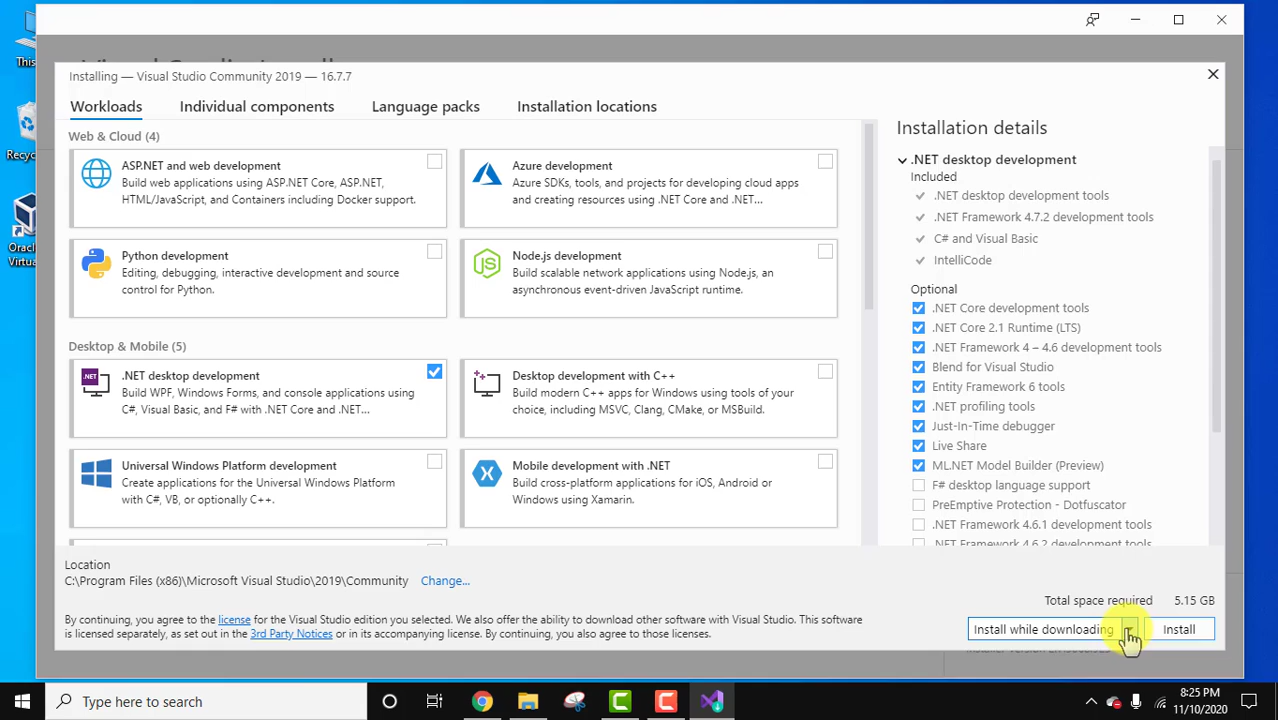 This
Recyc
Oracle
Virtua
Installing — Visual Studio Community 2019 — 16.7.7
Workloads
Individual components
Language packs
Installation locations
Web & Cloud (4)
ASP.NET and web development
Build web applications using ASP.NET Core, ASP.NET,
HTML/JavaScript, and Containers including Docker support.
Azure development
Azure SDKs, tools, and projects for developing cloud apps
and creating resources using .NET Core and .NET...
Python development
Editing, debugging, interactive development and source
control for Python.
Node.js development
Build scalable network applications using Node.js, an
asynchronous event-driven JavaScript runtime.
Desktop & Mobile (5)
.NET
.NET desktop development
Build WPF, Windows Forms, and console applications using
C#, Visual Basic, and F# with .NET Core and .NET...
Desktop development with C++
Build modern C++ apps for Windows using tools of your
choice, including MSVC, Clang, CMake, or MSBuild.
Universal Windows Platform development
Create applications for the Universal Windows Platform
with C#, VB, or optionally C++.
Mobile development with .NET
Build cross-platform applications for iOS, Android or
Windows using Xamarin.
Installation details
.NET desktop development
Included
.NET desktop development tools
.NET Framework 4.7.2 development tools
C# and Visual Basic
IntelliCode
Optional
.NET Core development tools
.NET Core 2.1 Runtime (LTS)
.NET Framework 4 – 4.6 development tools
Blend for Visual Studio
Entity Framework 6 tools
.NET profiling tools
Just-In-Time debugger
Live Share
ML.NET Model Builder (Preview)
F# desktop language support
PreEmptive Protection - Dotfuscator
.NET Framework 4.6.1 development tools
.NET Framework 4.6.2 development tools
Location
C:\Program Files (x86)\Microsoft Visual Studio\2019\Community Change...
Total space required 5.15 GB
By continuing, you agree to the license for the Visual Studio edition you selected. We also offer the ability to download other software with Visual Studio. This software
is licensed separately, as set out in the 3rd Party Notices or in its accompanying license. By continuing, you also agree to those licenses.
Install while downloading
Install
Type here to search
8:25 PM
11/10/2020